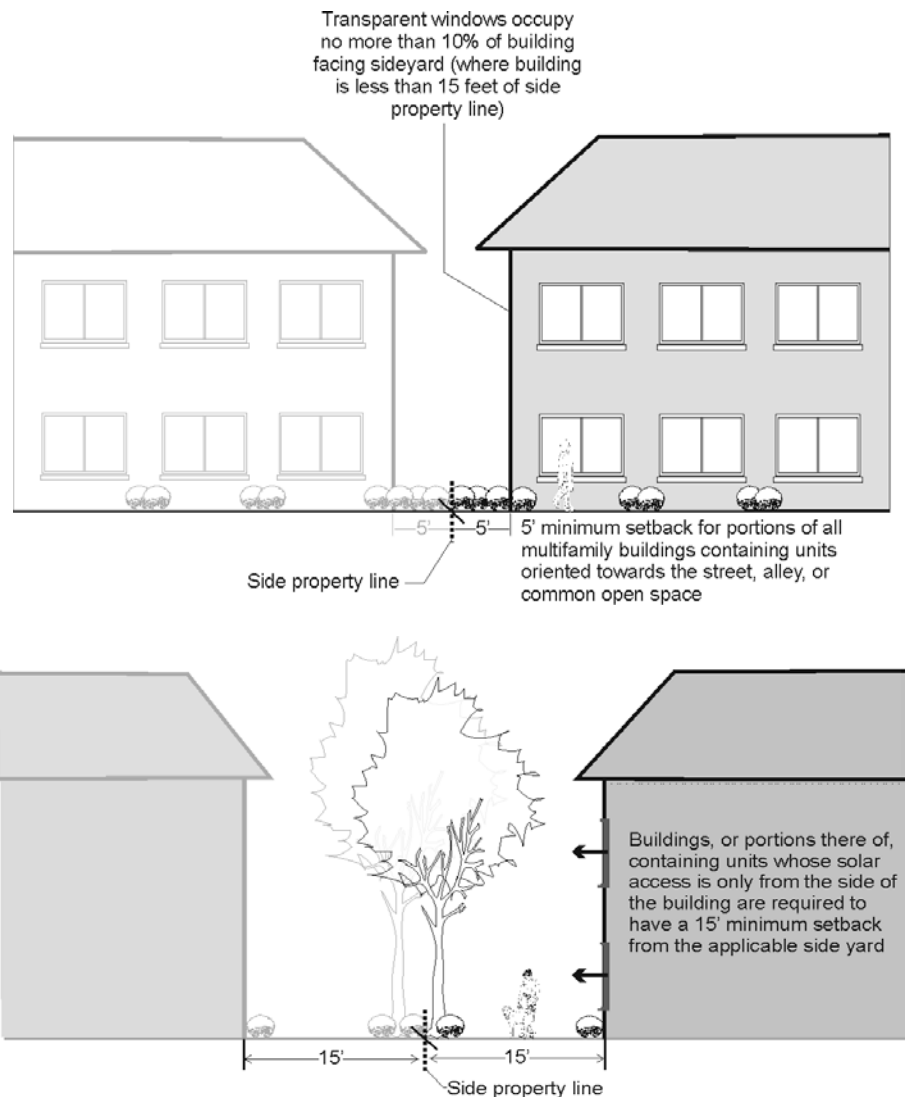 Transparent windows occupy
no more than 10% of building
facing sideyard (where building
is less than 15 feet of side
property line)
5'
5'
5' minimum setback for portions of all
multifamily buildings containing units
oriented towards the street, alley, or
common open space
Side property line
Buildings, or portions there of,
containing units whose solar
access is only from the side of
the building are required to
have a 15' minimum setback
from the applicable side yard
15'
15'
Side property line